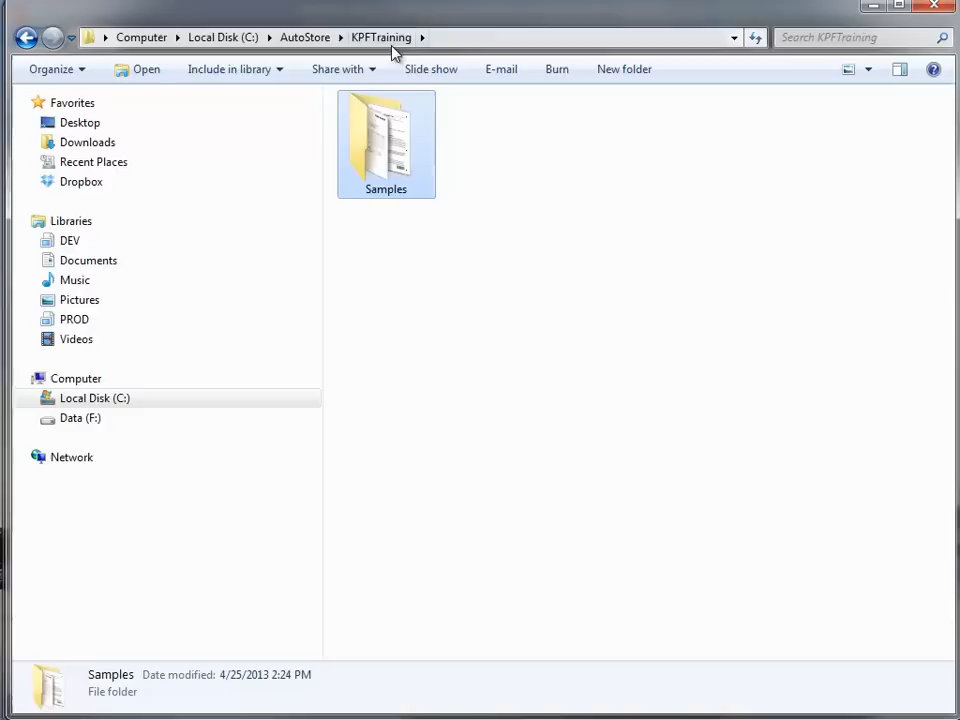 Computer Local Disk (C:) AutoStore KPFTraining Search KPFTraining
Organize Open Include in library Share with Slide show E-mail Burn New folder
Favorites
Desktop
Downloads
Recent Places
Dropbox
Libraries
DEV
Documents
Music
Pictures
PROD
Videos
Computer
Local Disk (C:)
Data (F:)
Network
Samples
Samples Date modified: 4/25/2013 2:24 PM
File folder